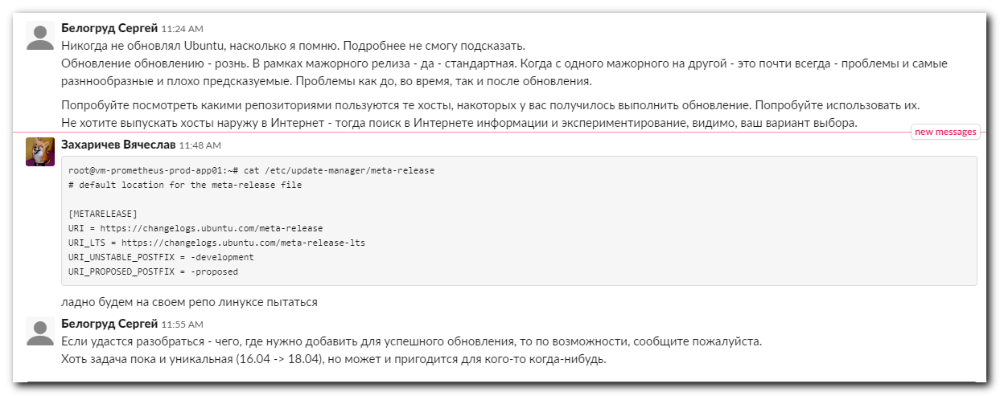 Белогруд Сергей 11:24 AM
Никогда не обновлял Ubuntu, насколько я помню. Подробнее не смогу подсказать.
Обновление обновлению - рознь. В рамках мажорного релиза - да - стандартная. Когда с одного мажорного на другой - это почти всегда - проблемы и самые
разннообразные и плохо предсказуемые. Проблемы как до, во время, так и после обновления.
Попробуйте посмотреть какими репозиториями пользуются те хосты, накоторых у вас получилось выполнить обновление. Попробуйте использовать их.
Не хотите выпускать хосты наружу в Интернет - тогда поиск в Интернете информации и экспериментирование, видимо, ваш вариант выбора.
new messages
Захаричев Вячеслав 11:48 AM
root@vm-prometheus-prod-app01:~# cat /etc/update-manager/meta-release
# default location for the meta-release file
[METARELEASE]
URI = https://changelogs.ubuntu.com/meta-release
URI_LTS = https://changelogs.ubuntu.com/meta-release-lts
URI_UNSTABLE_POSTFIX = -development
URI_PROPOSED_POSTFIX = -proposed
ладно будем на своем репо линуксе пытаться
Белогруд Сергей 11:55 AM
Если удастся разобраться - чего, где нужно добавить для успешного обновления, то по возможности, сообщите пожалуйста.
Хоть задача пока и уникальная (16.04 -> 18.04), но может и пригодится для кого-то когда-нибудь.